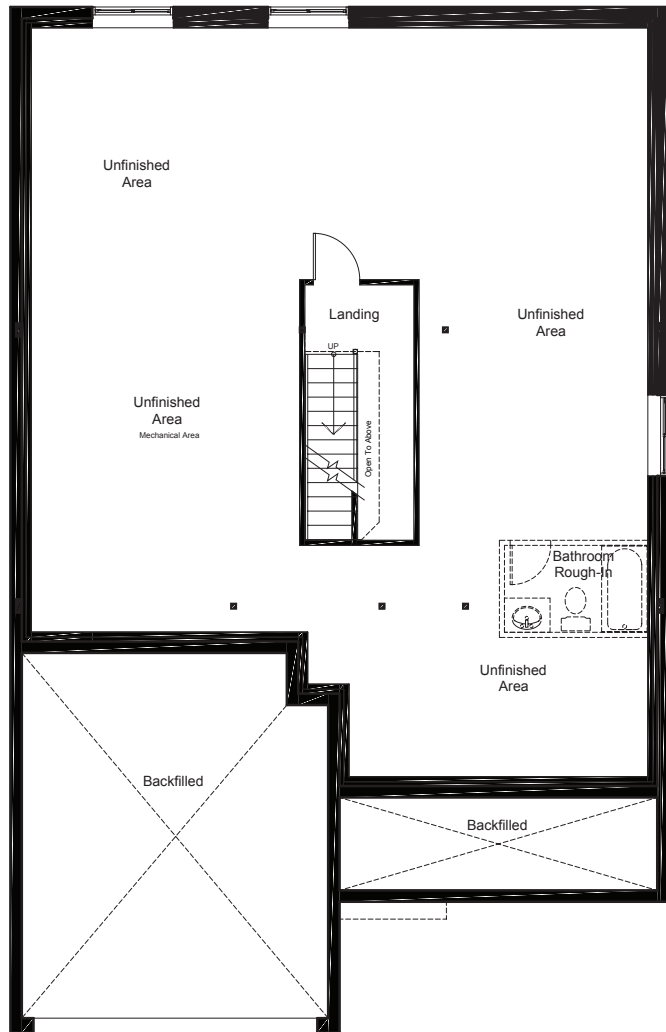 Unfinished
Area
Landing
Unfinished
Area
UP
Unfinished
Area
Mechanical Area
Open To Above
Bathroom
Rough-In
Unfinished
Area
Backfilled
Backfilled